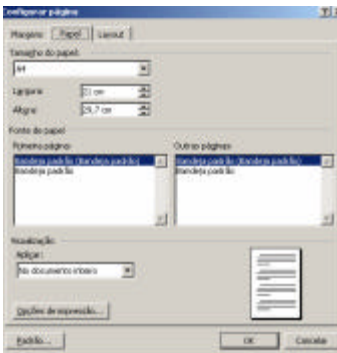 Configurar página
Margens Papel Layout
Tamanho do papel:
A4
Largura: 21 cm
Altura: 29,7 cm
Fonte de papel
Primeira página: Outras páginas:
Bandeja padrão (Bandeja padrão) Bandeja padrão (Bandeja padrão)
Bandeja padrão Bandeja padrão
Visualização
Aplicar:
No documento inteiro
Opções de impressão...
Padrão... OK Cancelar